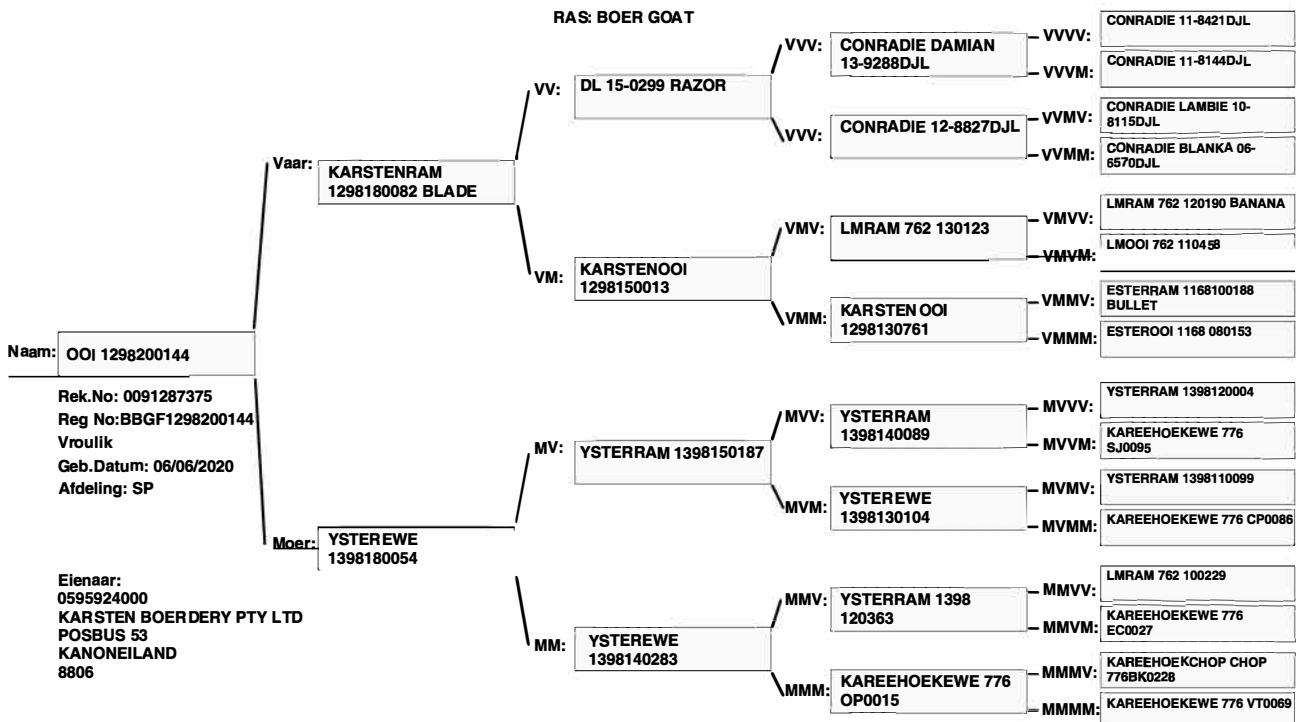 RAS: BOER GOAT
Naam: OOI 1298200144
Rek.No: 0091287375
Reg No:BBGF1298200144
Vroulik
Geb.Datum: 06/06/2020
Afdeling: SP
Eienaar:
0595924000
KARSTEN BOERDERY PTY LTD
POSBUS 53
KANONEILAND
8806
Vaar: KARSTENRAM
1298180082 BLADE
Moer: YSTEREWE
1398180054
VV: DL 15-0299 RAZOR
VM: KARSTENOOI
1298150013
MV: YSTERRAM 1398150187
MM: YSTEREWE
1398140283
VVV: CONRADIE DAMIAN
13-9288DJL
VVV: CONRADIE 12-8827DJL
VMV: LMRAM 762 130123
VMM: KARSTEN OOI
1298130761
MVV: YSTERRAM
1398140089
MVM: YSTEREWE
1398130104
MMV: YSTERRAM 1398
120363
MMM: KAREEHOEKEWE 776
OP0015
VVVV: CONRADIE 11-8421DJL
VVVM: CONRADIE 11-8144DJL
VVMV: CONRADIE LAMBIE 10-
8115DJL
VVMM: CONRADIE BLANKA 06-
6570DJL
VMVV: LMRAM 762 120190 BANANA
VMVM: LMOOI 762 110458
VMMV: ESTERRAM 1168100188
BULLET
VMMM: ESTEROOI 1168 080153
MVVV: YSTERRAM 1398120004
MVVM: KAREEHOEKEWE 776
SJ0095
MVMV: YSTERRAM 1398110099
MVMM: KAREEHOEKEWE 776 CP0086
MMVV: LMRAM 762 100229
MMVM: KAREEHOEKEWE 776
EC0027
MMMV: KAREEHOEKCHOP CHOP
776BK0228
MMMM: KAREEHOEKEWE 776 VT0069